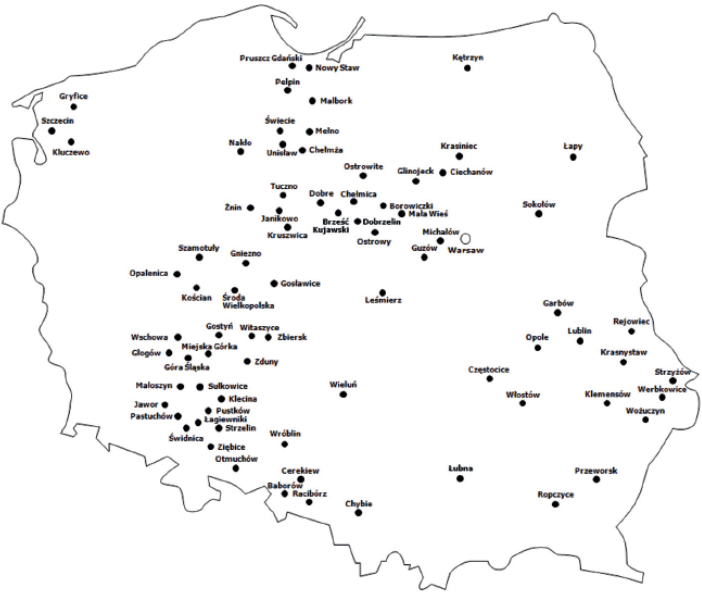 Pruszcz Gdański
Nowy Staw
Kętrzyn
Pelpin
Gryfice
Malbork
Szczecin
Świecie
Mełno
Kluczewo
Nakło
Unisław
Chełmża
Krasiniec
Łapy
Ostrowite
Glinojack
Ciechanów
Tuczno
Dobre
Chełmica
Żnin
Borowiczki
Sokołów
Janikowo
Brześć
Kujawski
Dobrzelin
Mała Wieś
Kruszwica
Ostrowy
Michałów
Guzów
Warsaw
Szamotuły
Gniezno
Opalenica
Gosławice
Kościan
Środa
Wielkopolska
Leśmierz
Garbów
Gostyń
Witaszyce
Rejowiec
Wschowa
Zbiersk
Opole
Lublin
Miejska Górka
Głogów
Góra Śląska
Zduny
Krasnystaw
Częstocice
Strzyżów
Małoszyn
Sułkowice
Wieluń
Werbkowice
Klecina
Włostów
Klemensów
Jawor
Pustków
Pastuchów
Łagiewniki
Wożuczyn
Świdnica
Strzelin
Wróblin
Ziębice
Otmuchów
Cerekiew
Łubna
Przeworsk
Baborów
Racibórz
Chybie
Ropczyce